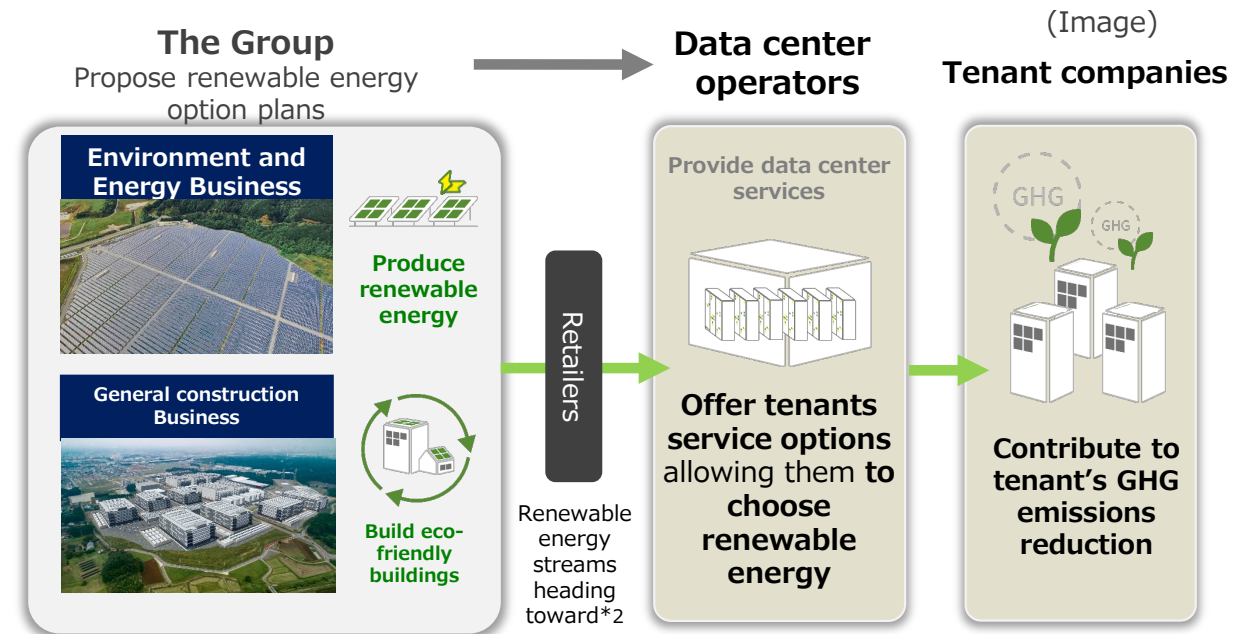 The Group
Propose renewable energy
option plans
Data center
operators
(Image)
Tenant companies
Environment and
Energy Business
Produce
renewable
energy
General construction
Business
Build eco-
friendly
buildings
Retailers
Renewable
energy
streams
heading
toward*2
Provide data center
services
Offer tenants
service options
allowing them to
choose
renewable
energy
GHG
GHG
Contribute to
tenant’s GHG
emissions
reduction